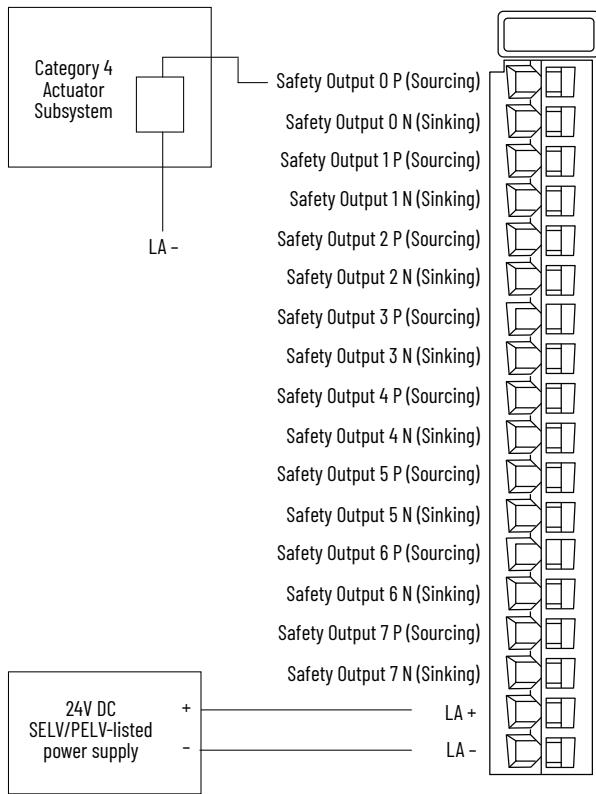 Category 4
Actuator
Subsystem
LA –
Safety Output 0 P (Sourcing)
Safety Output 0 N (Sinking)
Safety Output 1 P (Sourcing)
Safety Output 1 N (Sinking)
Safety Output 2 P (Sourcing)
Safety Output 2 N (Sinking)
Safety Output 3 P (Sourcing)
Safety Output 3 N (Sinking)
Safety Output 4 P (Sourcing)
Safety Output 4 N (Sinking)
Safety Output 5 P (Sourcing)
Safety Output 5 N (Sinking)
Safety Output 6 P (Sourcing)
Safety Output 6 N (Sinking)
Safety Output 7 P (Sourcing)
Safety Output 7 N (Sinking)
24V DC
SELV/PELV-listed
power supply
+
–
LA +
LA –